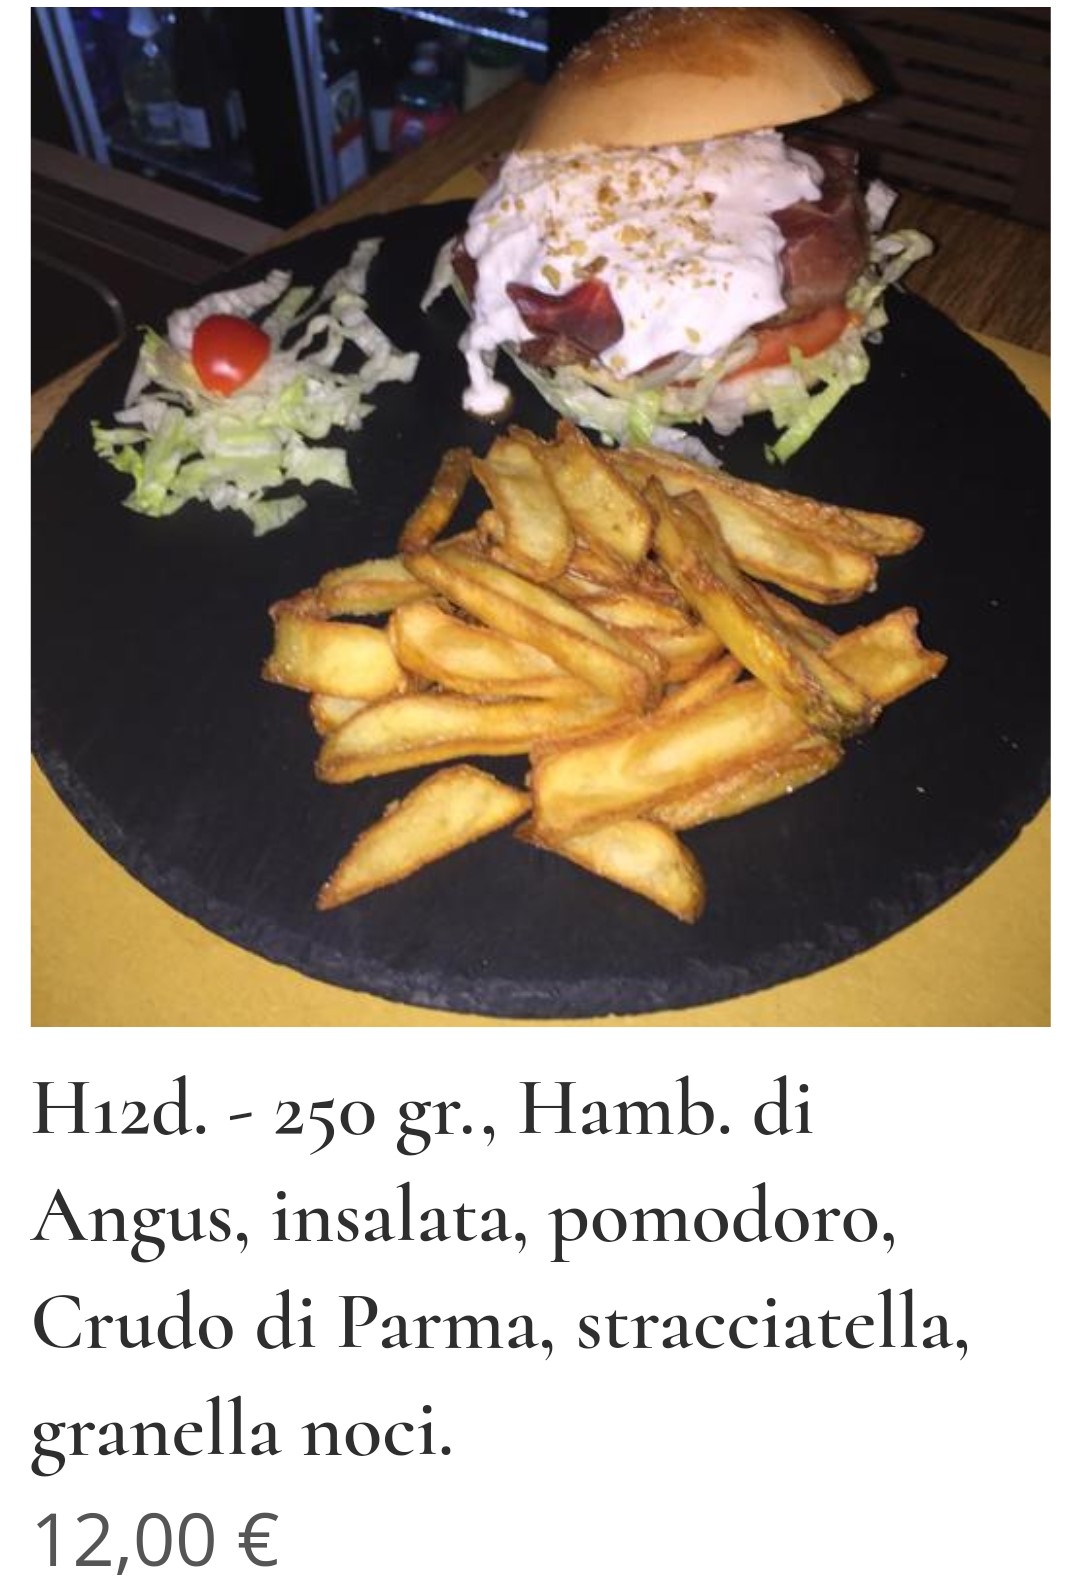 H12d. - 250 gr., Hamb. di
Angus, insalata, pomodoro,
Crudo di Parma, stracciatella,
granella noci.
12,00 €